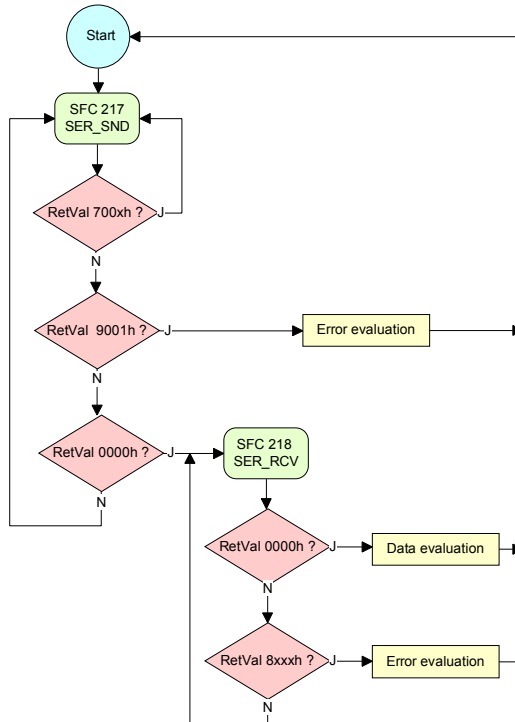 Start
SFC 217
SER_SND
RetVal 700xh ?
J
N
RetVal 9001h ?
J
Error evaluation
N
RetVal 0000h ?
J
N
SFC 218
SER_RCV
RetVal 0000h ?
J
Data evaluation
N
RetVal 8xxxh ?
J
Error evaluation
N